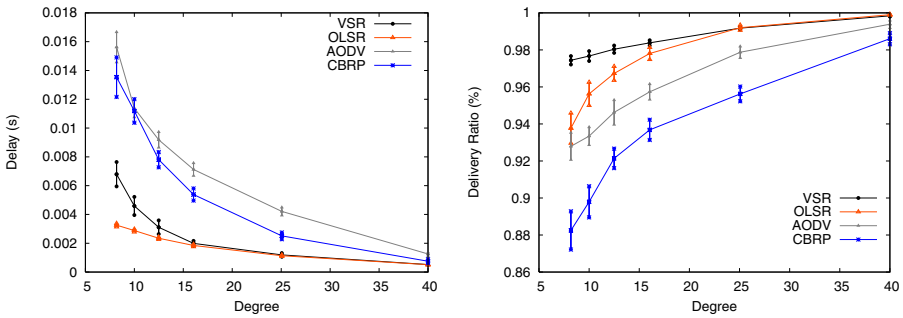 0.018
0.016
0.014
0.012
0.01
0.008
0.006
0.004
0.002
0
5
10
15
20
25
30
35
40
Delay (s)
Degree
VSR
OLSR
AODV
CBRP
1
0.98
0.96
0.94
0.92
0.9
0.88
0.86
5
10
15
20
25
30
35
40
Delivery Ratio (%)
Degree
VSR
OLSR
AODV
CBRP